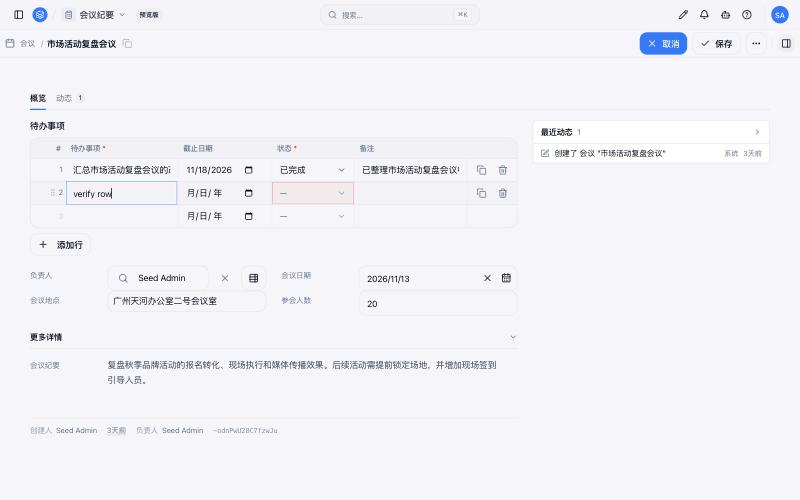 会议纪要 预览版 搜索... ⌘K SA
会议 / 市场活动复盘会议 取消 保存
概览 动态 1
待办事项
# 待办事项 * 截止日期 状态 * 备注
1 汇总市场活动复盘会议的 11/18/2026 已完成 已整理市场活动复盘会议
2 verify row 月/日/ 年 —
3 月/日/ 年 —
添加行
负责人 Seed Admin 会议日期 2026/11/13
会议地点 广州天河办公室二号会议室 参会人数 20
更多详情
会议纪要 复盘秋季品牌活动的报名转化、现场执行和媒体传播效果。后续活动需提前锁定场地，并增加现场签到
引导人员。
创建人 Seed Admin · 3天前 负责人 Seed Admin ~odnPwU28C7fzwJu
最近动态 1
创建了 会议 "市场活动复盘会议" 系统 3天前